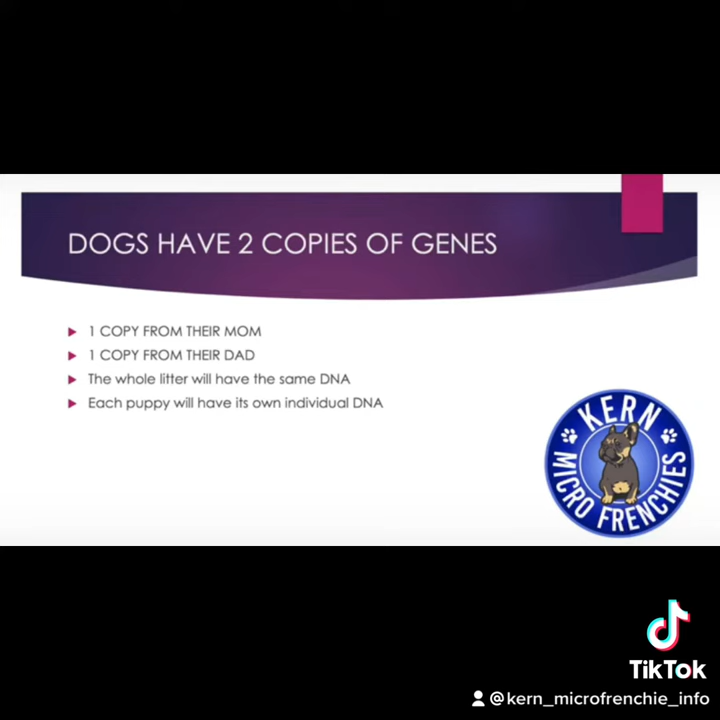 DOGS HAVE 2 COPIES OF GENES
1 COPY FROM THEIR MOM
1 COPY FROM THEIR DAD
The whole litter will have the same DNA
Each puppy will have its own individual DNA
KERN
MICRO FRENCHIES
TikTok
@kern_microfrenchie_info